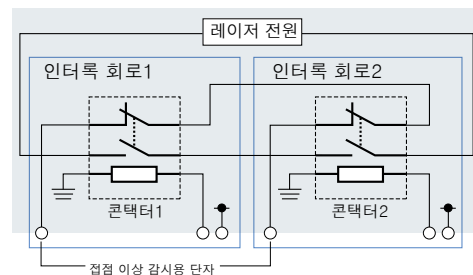 레이저 전원
인터록 회로1
인터록 회로2
콘택터1
콘택터2
접점 이상 감시용 단자